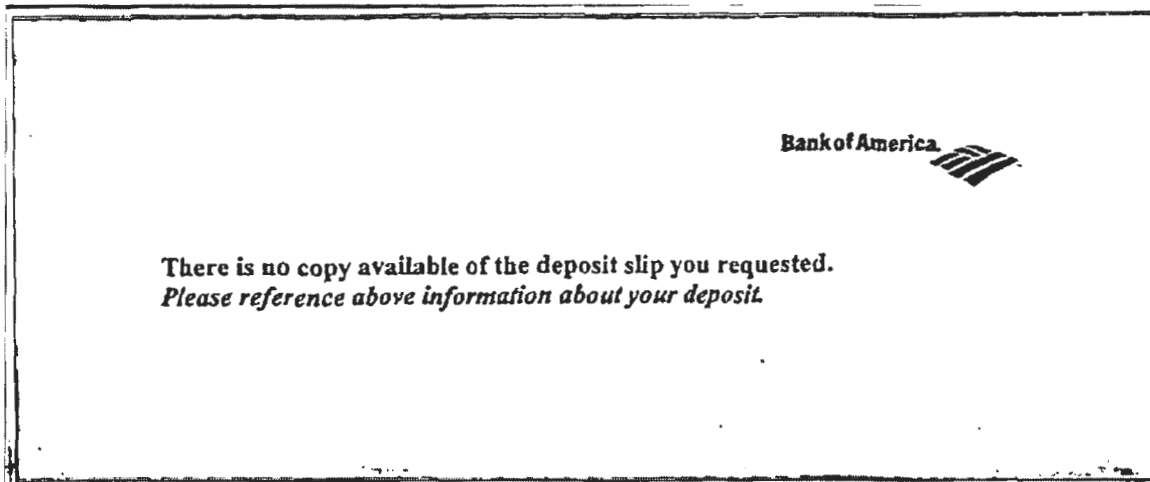 Bank of America
There is no copy available of the deposit slip you requested.
Please reference above information about your deposit.